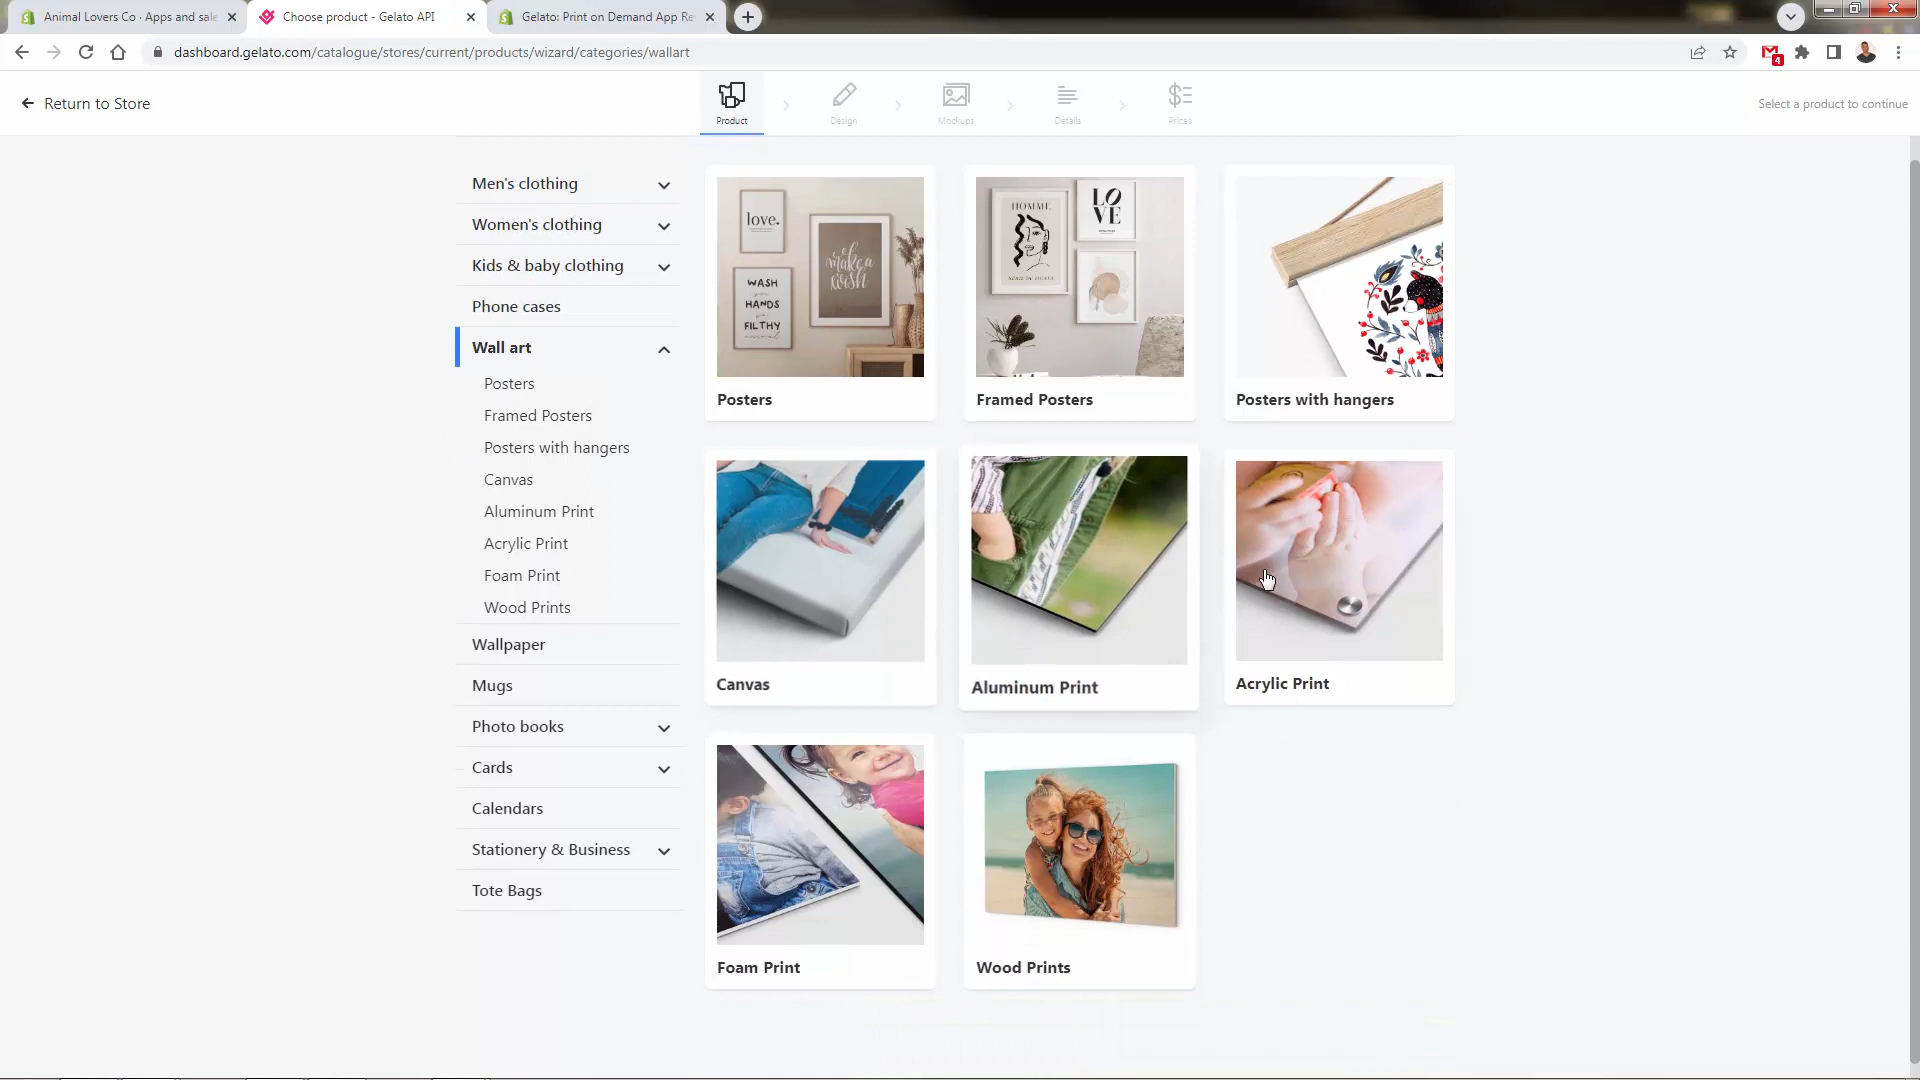 Animal Lovers Co · Apps and sale
Choose product - Gelato API
Gelato: Print on Demand App Re
dashboard.gelato.com/catalogue/stores/current/products/wizard/categories/wallart
4
Return to Store
Product
Design
Mockups
Details
Prices
Select a product to continue
Men's clothing
Women's clothing
Kids & baby clothing
Phone cases
Wall art
Posters
Framed Posters
Posters with hangers
Canvas
Aluminum Print
Acrylic Print
Foam Print
Wood Prints
Wallpaper
Mugs
Photo books
Cards
Calendars
Stationery & Business
Tote Bags
love.
make a
wish
WASH
HANDS
FILTHY
Posters
HOMME
LO
VE
Framed Posters
Posters with hangers
Canvas
Aluminum Print
Acrylic Print
Foam Print
Wood Prints